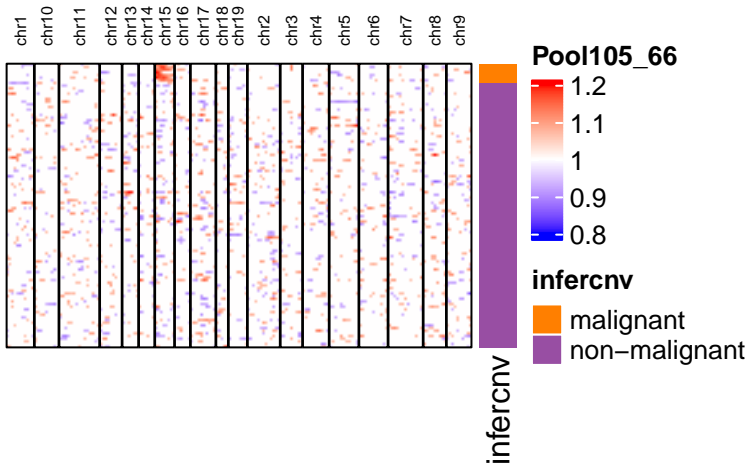 chr1
chr10
chr11
chr12
chr13
chr14
chr15
chr16
chr17
chr18
chr19
chr2
chr3
chr4
chr5
chr6
chr7
chr8
chr9
Pool105_66
1.2
1.1
1
0.9
0.8
infercnv
malignant
non−malignant
infercnv